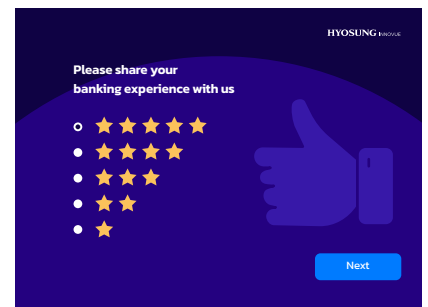 HYOSUNG INNOVUE
Please share your
banking experience with us
Next